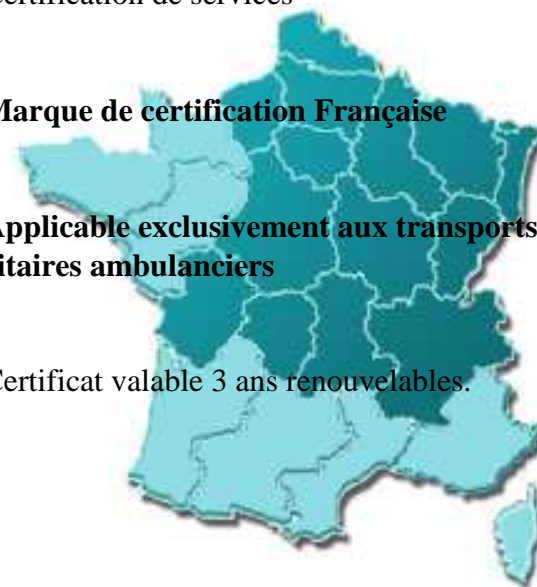 ertification de services
Marque de certification Française
Applicable exclusivement aux transports
itaires ambulanciers
Certificat valable 3 ans renouvelables.